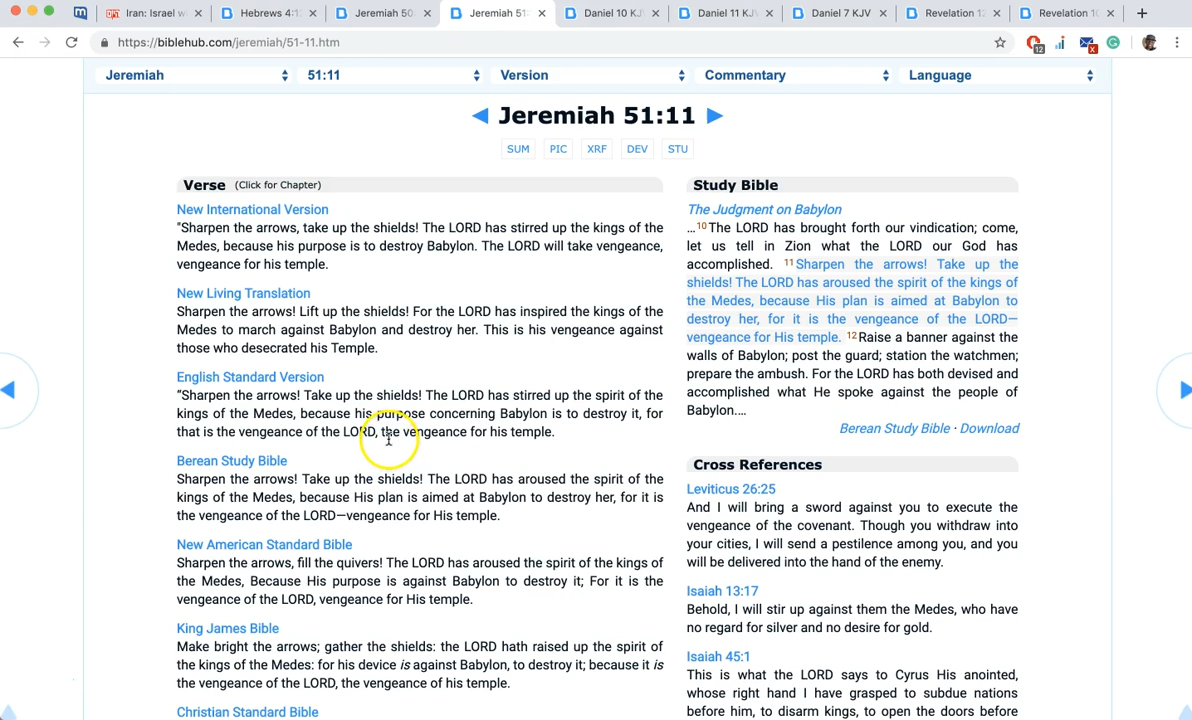 Iran: Israel w
Hebrews 4:1
Jeremiah 50
Jeremiah 51:
Daniel 10 KJ
Daniel 11 KJ
Daniel 7 KJV
Revelation 1
Revelation 1
https://biblehub.com/jeremiah/51-11.htm
12
x
Jeremiah
51:11
Version
Commentary
Language
Jeremiah 51:11
SUM PIC XRF DEV STU
Verse (Click for Chapter)
New International Version
"Sharpen the arrows, take up the shields! The LORD has stirred up the kings of the
Medes, because his purpose is to destroy Babylon. The LORD will take vengeance,
vengeance for his temple.
New Living Translation
Sharpen the arrows! Lift up the shields! For the LORD has inspired the kings of the
Medes to march against Babylon and destroy her. This is his vengeance against
those who desecrated his Temple.
English Standard Version
“Sharpen the arrows! Take up the shields! The LORD has stirred up the spirit of the
kings of the Medes, because his purpose concerning Babylon is to destroy it, for
that is the vengeance of the LORD, the vengeance for his temple.
Berean Study Bible
Sharpen the arrows! Take up the shields! The LORD has aroused the spirit of the
kings of the Medes, because His plan is aimed at Babylon to destroy her, for it is
the vengeance of the LORD—vengeance for His temple.
New American Standard Bible
Sharpen the arrows, fill the quivers! The LORD has aroused the spirit of the kings of
the Medes, Because His purpose is against Babylon to destroy it; For it is the
vengeance of the LORD, vengeance for His temple.
King James Bible
Make bright the arrows; gather the shields: the LORD hath raised up the spirit of
the kings of the Medes: for his device is against Babylon, to destroy it; because it is
the vengeance of the LORD, the vengeance of his temple.
Christian Standard Bible
Study Bible
The Judgment on Babylon
...10The LORD has brought forth our vindication; come,
let us tell in Zion what the LORD our God has
accomplished. 11Sharpen the arrows! Take up the
shields! The LORD has aroused the spirit of the kings of
the Medes, because His plan is aimed at Babylon to
destroy her, for it is the vengeance of the LORD—
vengeance for His temple. 12Raise a banner against the
walls of Babylon; post the guard; station the watchmen;
prepare the ambush. For the LORD has both devised and
accomplished what He spoke against the people of
Babylon....
Berean Study Bible · Download
Cross References
Leviticus 26:25
And I will bring a sword against you to execute the
vengeance of the covenant. Though you withdraw into
your cities, I will send a pestilence among you, and you
will be delivered into the hand of the enemy.
Isaiah 13:17
Behold, I will stir up against them the Medes, who have
no regard for silver and no desire for gold.
Isaiah 45:1
This is what the LORD says to Cyrus His anointed,
whose right hand I have grasped to subdue nations
before him, to disarm kings, to open the doors before